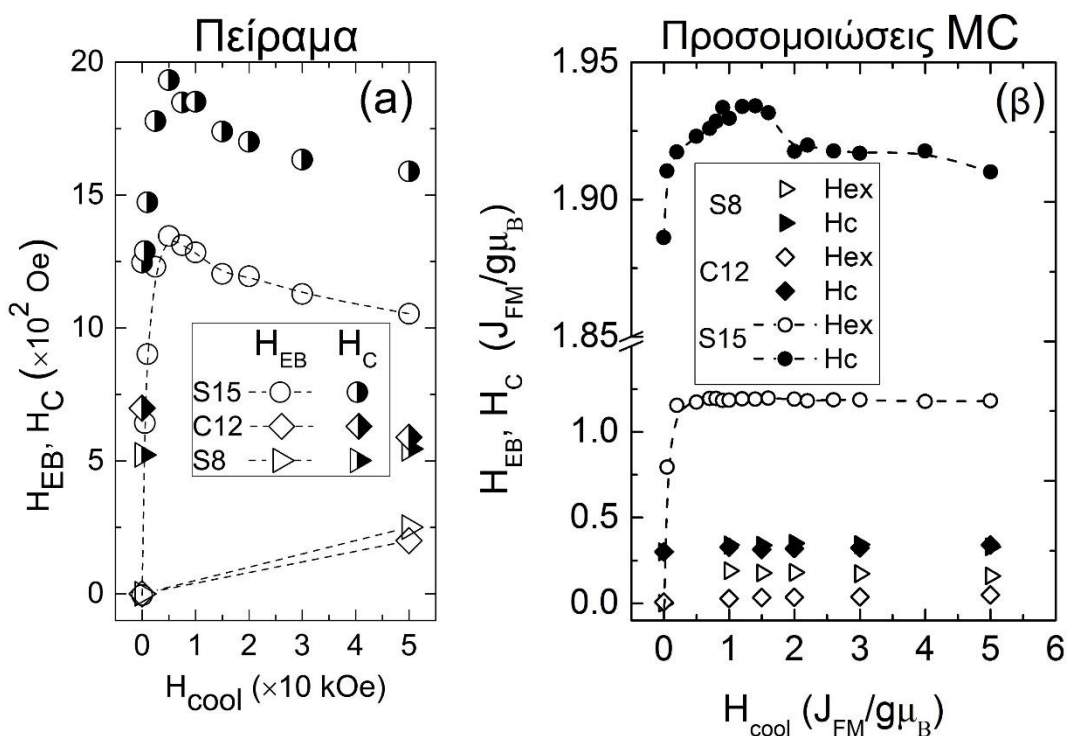 Πείραμα
(a)
20
15
10
5
0
H_EB, H_C (×10² Oe)
H_EB H_C
S15
C12
S8
0 1 2 3 4 5
H_cool (×10 kOe)
Προσομοιώσεις MC
(β)
1.95
1.90
1.85
1.0
0.5
0.0
H_EB, H_C (J_FM/gμ_B)
S8 Hex
Hc
C12 Hex
Hc
S15 Hex
Hc
0 1 2 3 4 5 6
H_cool (J_FM/gμ_B)